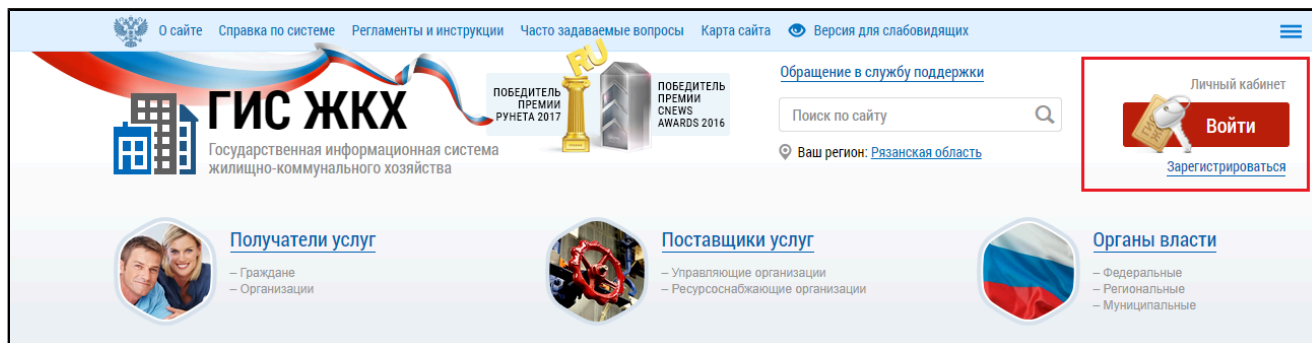 О сайте Справка по системе Регламенты и инструкции Часто задаваемые вопросы Карта сайта Версия для слабовидящих
ГИС ЖКХ
Государственная информационная система
жилищно-коммунального хозяйства
ПОБЕДИТЕЛЬ
ПРЕМИИ
РУНЕТА 2017
RU
ПОБЕДИТЕЛЬ
ПРЕМИИ
CNEWS
AWARDS 2016
Обращение в службу поддержки
Поиск по сайту
Ваш регион: Рязанская область
Личный кабинет
Войти
Зарегистрироваться
Получатели услуг
– Граждане
– Организации
Поставщики услуг
– Управляющие организации
– Ресурсоснабжающие организации
Органы власти
– Федеральные
– Региональные
– Муниципальные